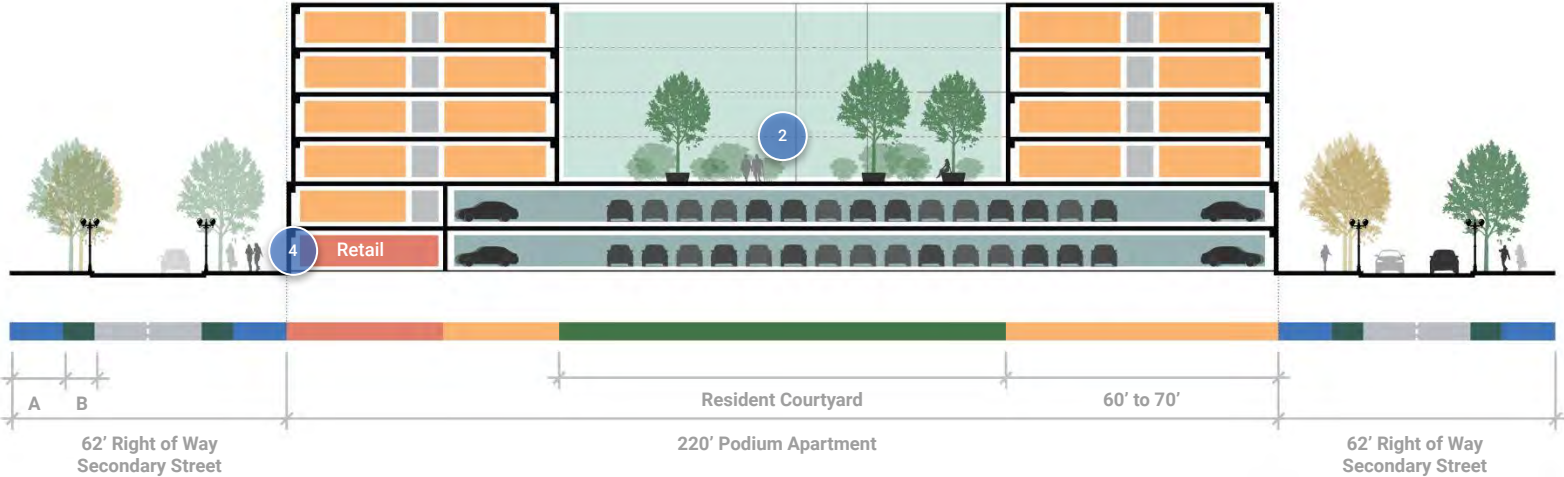 2
4
Retail
A
B
Resident Courtyard
60’ to 70’
62’ Right of Way
Secondary Street
220’ Podium Apartment
62’ Right of Way
Secondary Street